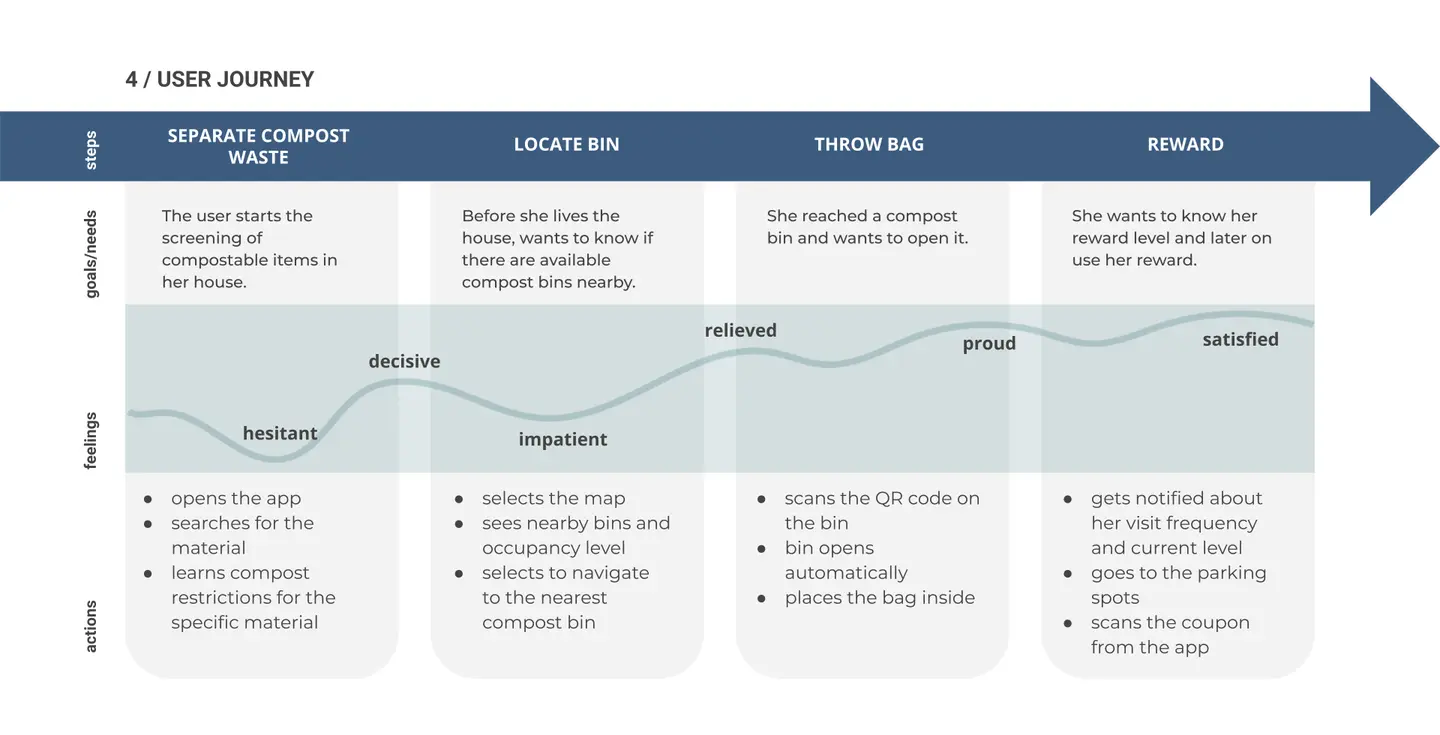 4 / USER JOURNEY
steps
SEPARATE COMPOST
WASTE
LOCATE BIN
THROW BAG
REWARD
goals/needs
The user starts the
screening of
compostable items in
her house.
Before she lives the
house, wants to know if
there are available
compost bins nearby.
She reached a compost
bin and wants to open it.
She wants to know her
reward level and later on
use her reward.
feelings
hesitant
decisive
impatient
relieved
proud
satisfied
actions
● opens the app
● searches for the
material
● learns compost
restrictions for the
specific material
● selects the map
● sees nearby bins and
occupancy level
● selects to navigate
to the nearest
compost bin
● scans the QR code on
the bin
● bin opens
automatically
● places the bag inside
● gets notified about
her visit frequency
and current level
● goes to the parking
spots
● scans the coupon
from the app